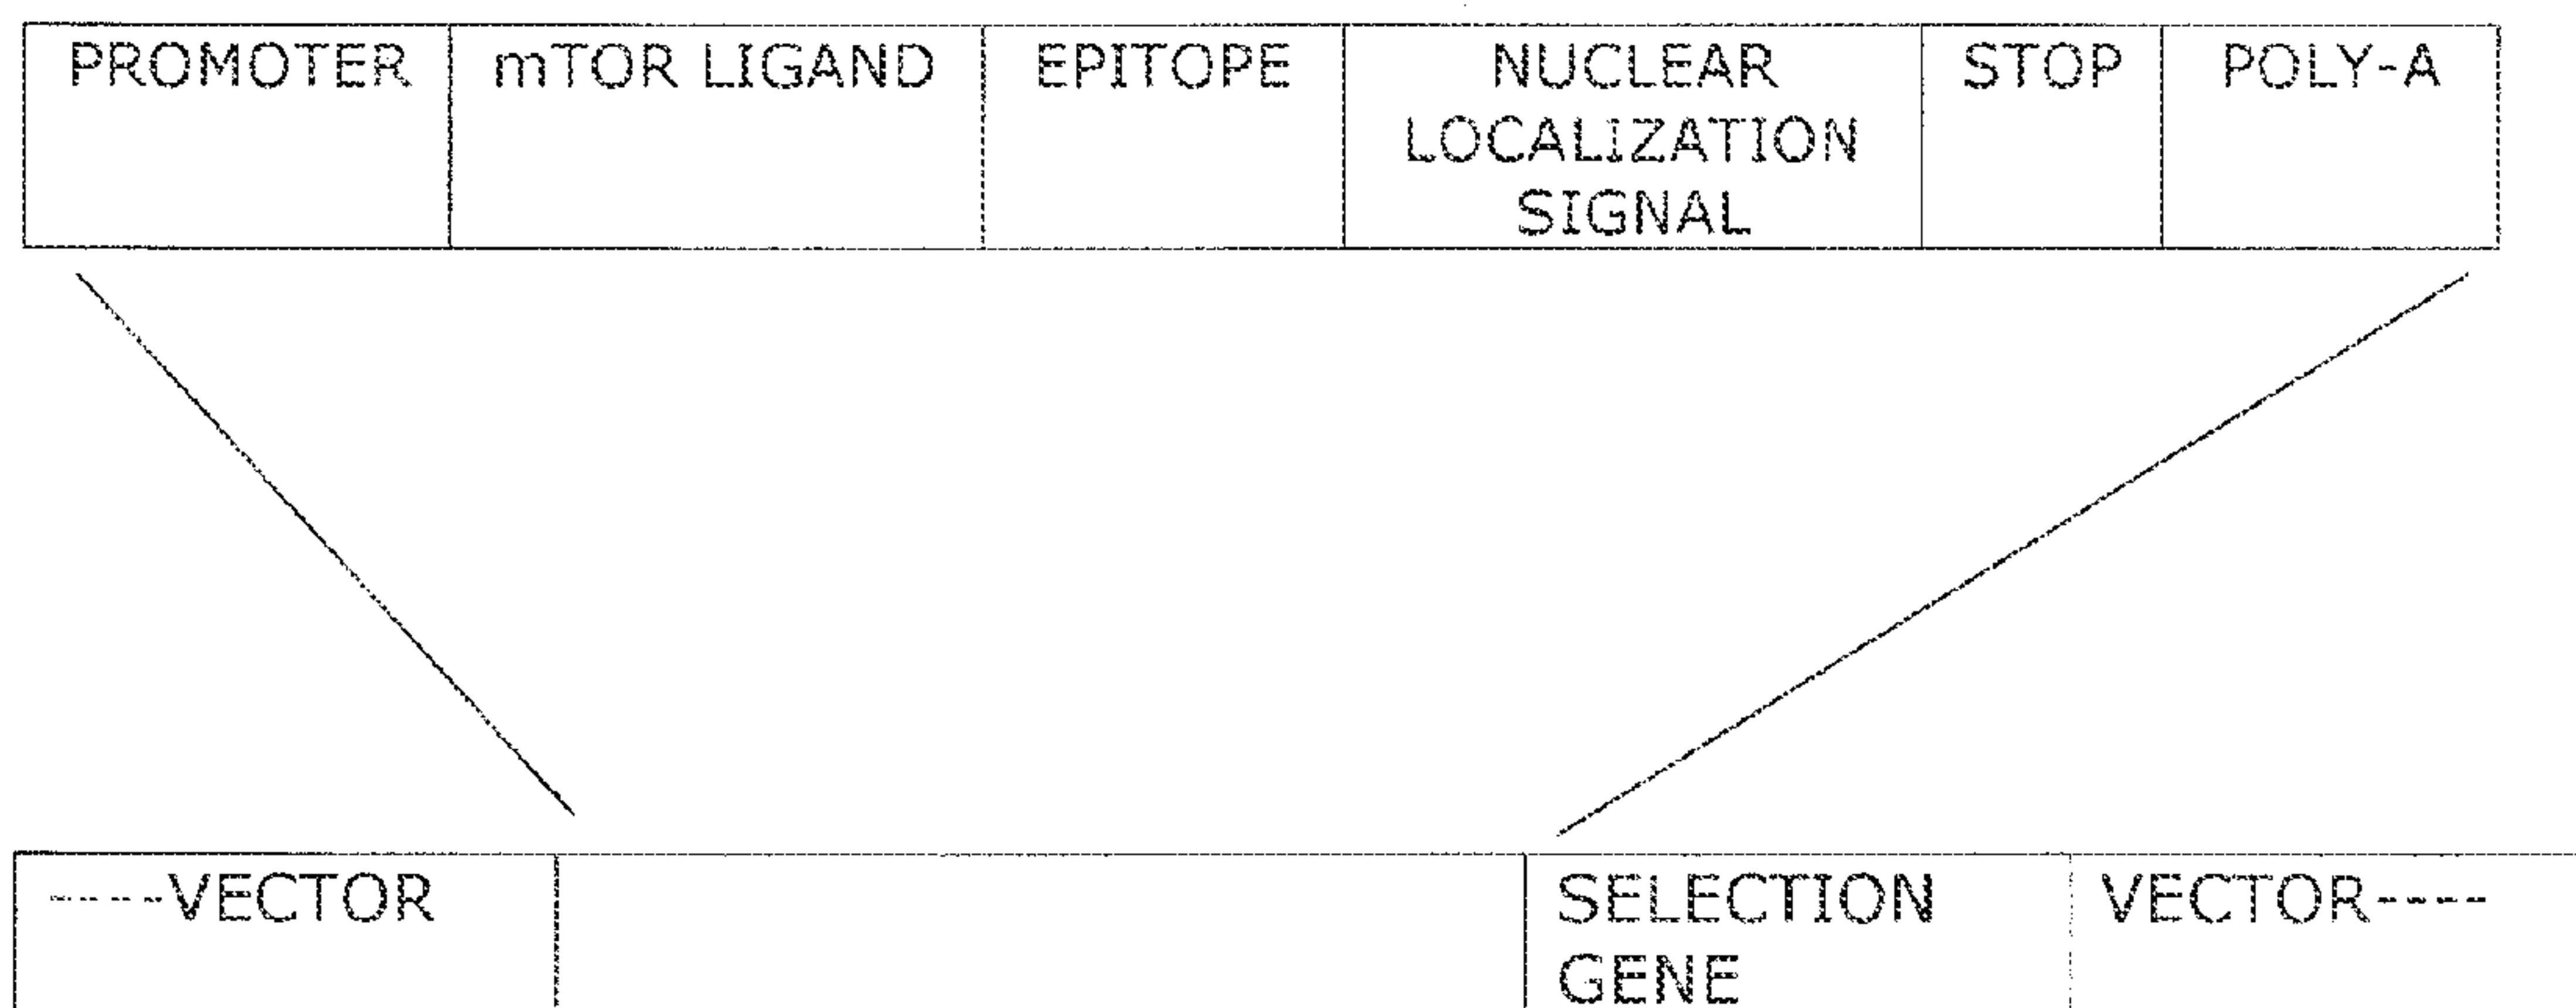 PROMOTER mTOR LIGAND EPITOPE NUCLEAR LOCALIZATION SIGNAL STOP POLY-A
----VECTOR SELECTION GENE VECTOR----